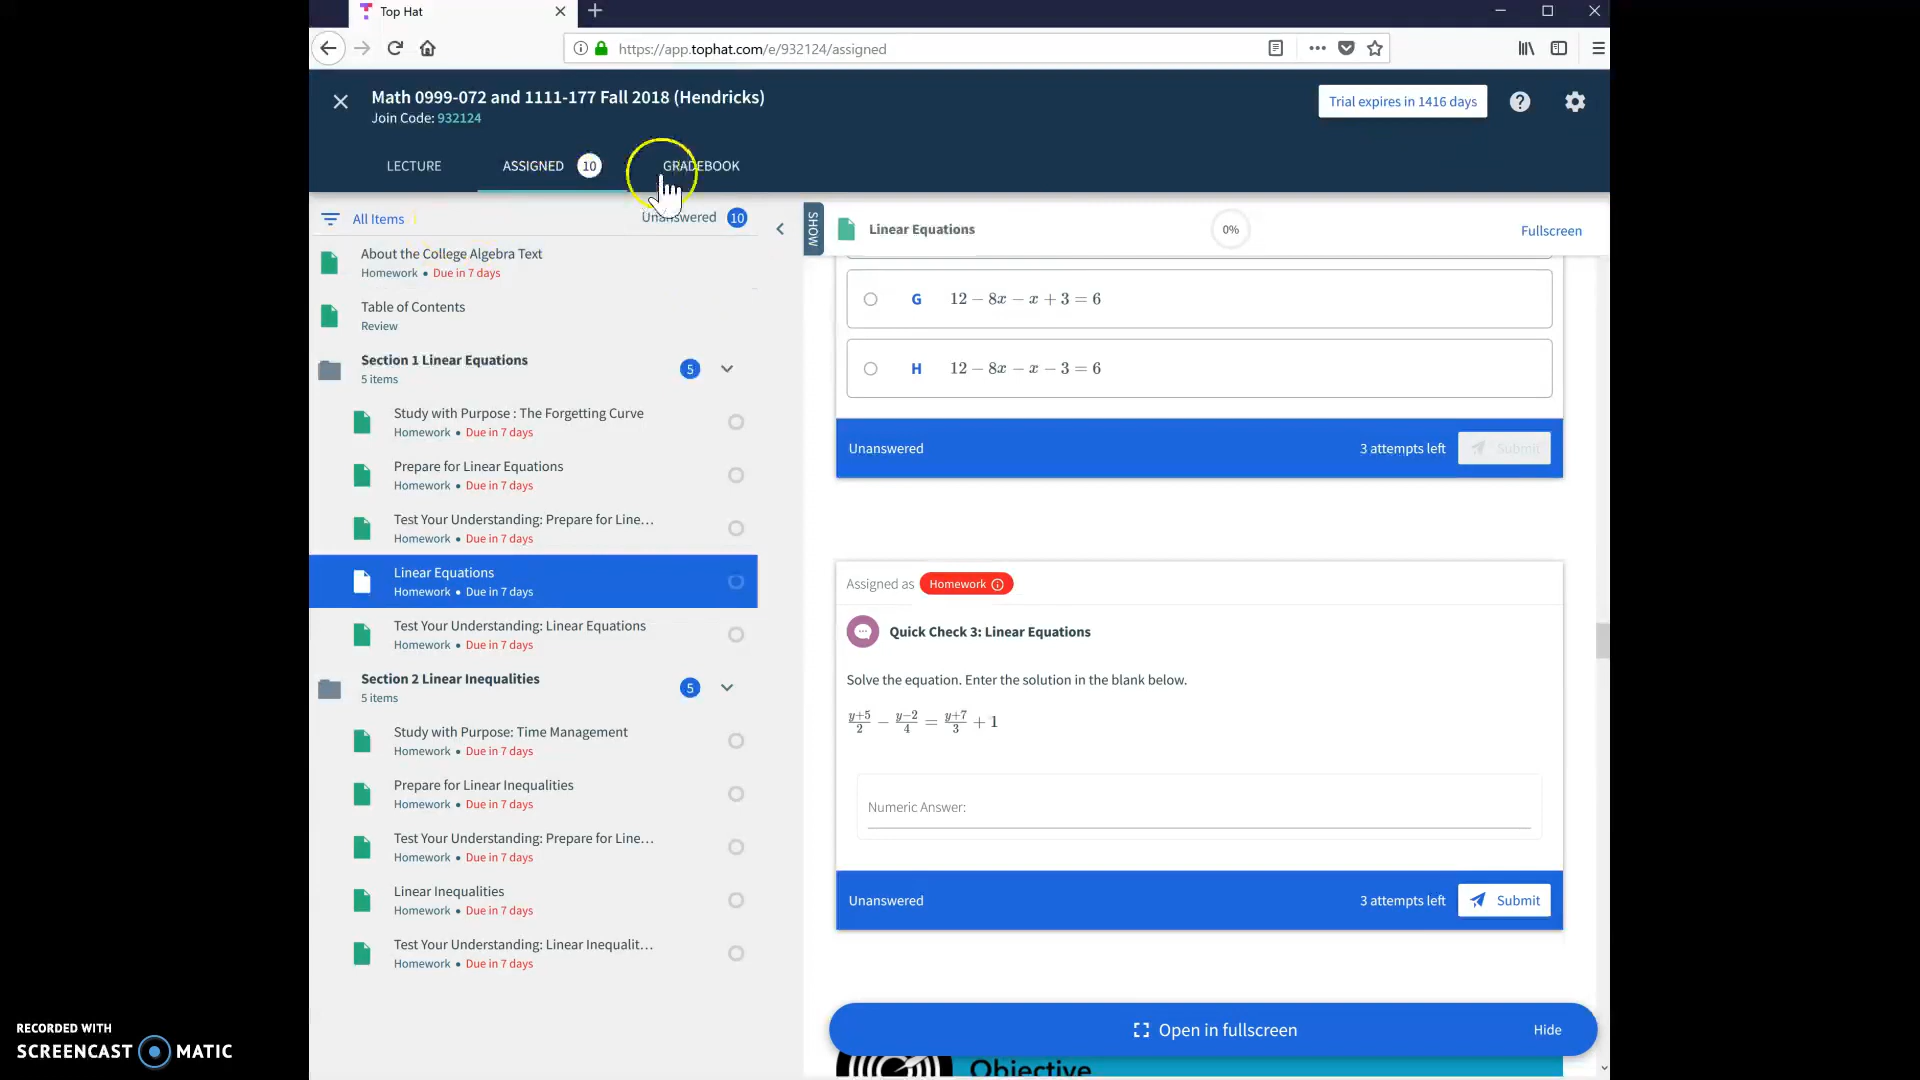 Top Hat
https://app.tophat.com/e/932124/assigned
Math 0999-072 and 1111-177 Fall 2018 (Hendricks)
Join Code: 932124
Trial expires in 1416 days
LECTURE
ASSIGNED 10
GRADEBOOK
All Items
Unanswered 10
About the College Algebra Text
Homework • Due in 7 days
Table of Contents
Review
Section 1 Linear Equations 5
5 items
Study with Purpose : The Forgetting Curve
Homework • Due in 7 days
Prepare for Linear Equations
Homework • Due in 7 days
Test Your Understanding: Prepare for Line...
Homework • Due in 7 days
Linear Equations
Homework • Due in 7 days
Test Your Understanding: Linear Equations
Homework • Due in 7 days
Section 2 Linear Inequalities 5
5 items
Study with Purpose: Time Management
Homework • Due in 7 days
Prepare for Linear Inequalities
Homework • Due in 7 days
Test Your Understanding: Prepare for Line...
Homework • Due in 7 days
Linear Inequalities
Homework • Due in 7 days
Test Your Understanding: Linear Inequalit...
Homework • Due in 7 days
SHOW
Linear Equations
0%
Fullscreen
G 12 − 8x − x + 3 = 6
H 12 − 8x − x − 3 = 6
Unanswered 3 attempts left Submit
Assigned as Homework
Quick Check 3: Linear Equations
Solve the equation. Enter the solution in the blank below.
y+5/2 − y−2/4 = y+7/3 + 1
Numeric Answer:
Unanswered 3 attempts left Submit
Open in fullscreen Hide
Objective
RECORDED WITH
SCREENCAST MATIC